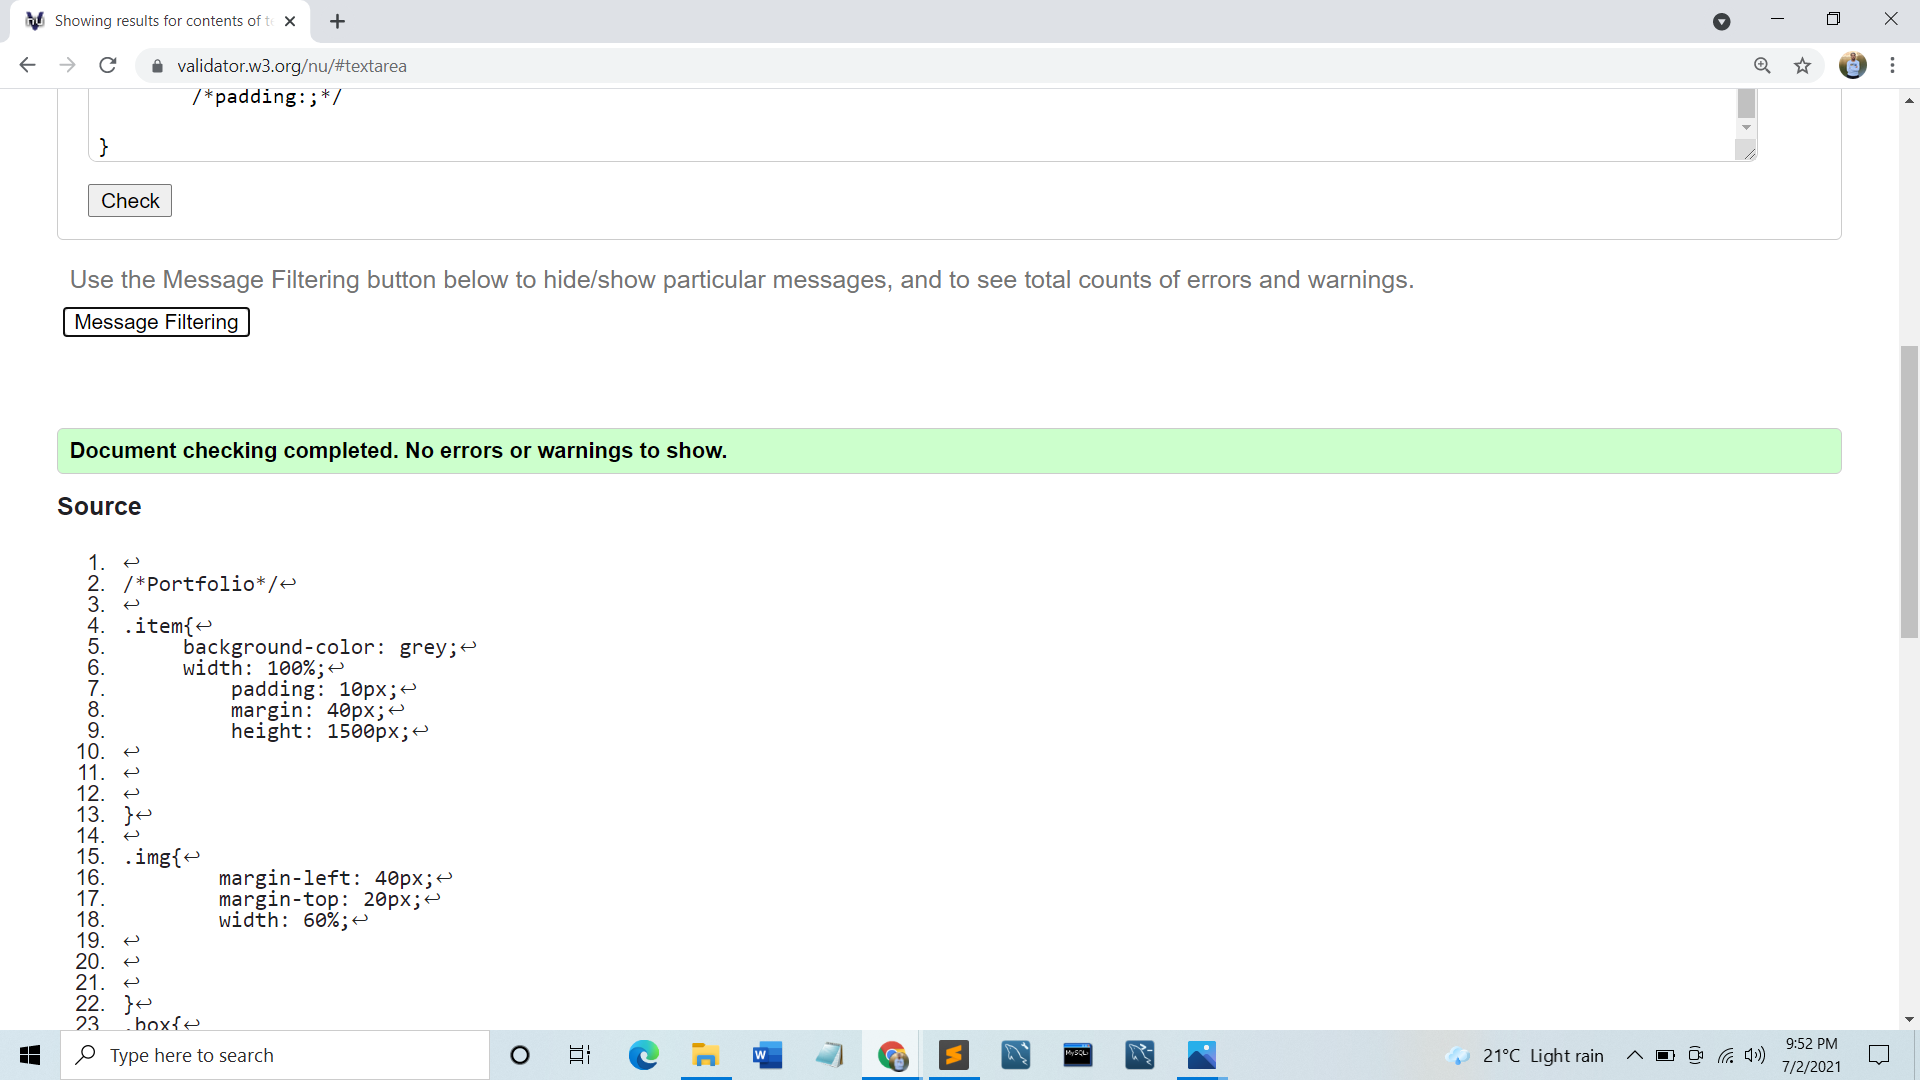 Showing results for contents of t
validator.w3.org/nu/#textarea
/*padding:;*/
}
Check
Use the Message Filtering button below to hide/show particular messages, and to see total counts of errors and warnings.
Message Filtering
Document checking completed. No errors or warnings to show.
Source
1. ↩
2. /*Portfolio*/↩
3. ↩
4. .item{↩
5. background-color: grey;↩
6. width: 100%;↩
7. padding: 10px;↩
8. margin: 40px;↩
9. height: 1500px;↩
10. ↩
11. ↩
12. ↩
13. }↩
14. ↩
15. .img{↩
16. margin-left: 40px;↩
17. margin-top: 20px;↩
18. width: 60%;↩
19. ↩
20. ↩
21. ↩
22. }↩
23. .box{↩
Type here to search
W
MySQL
21°C Light rain
9:52 PM
7/2/2021